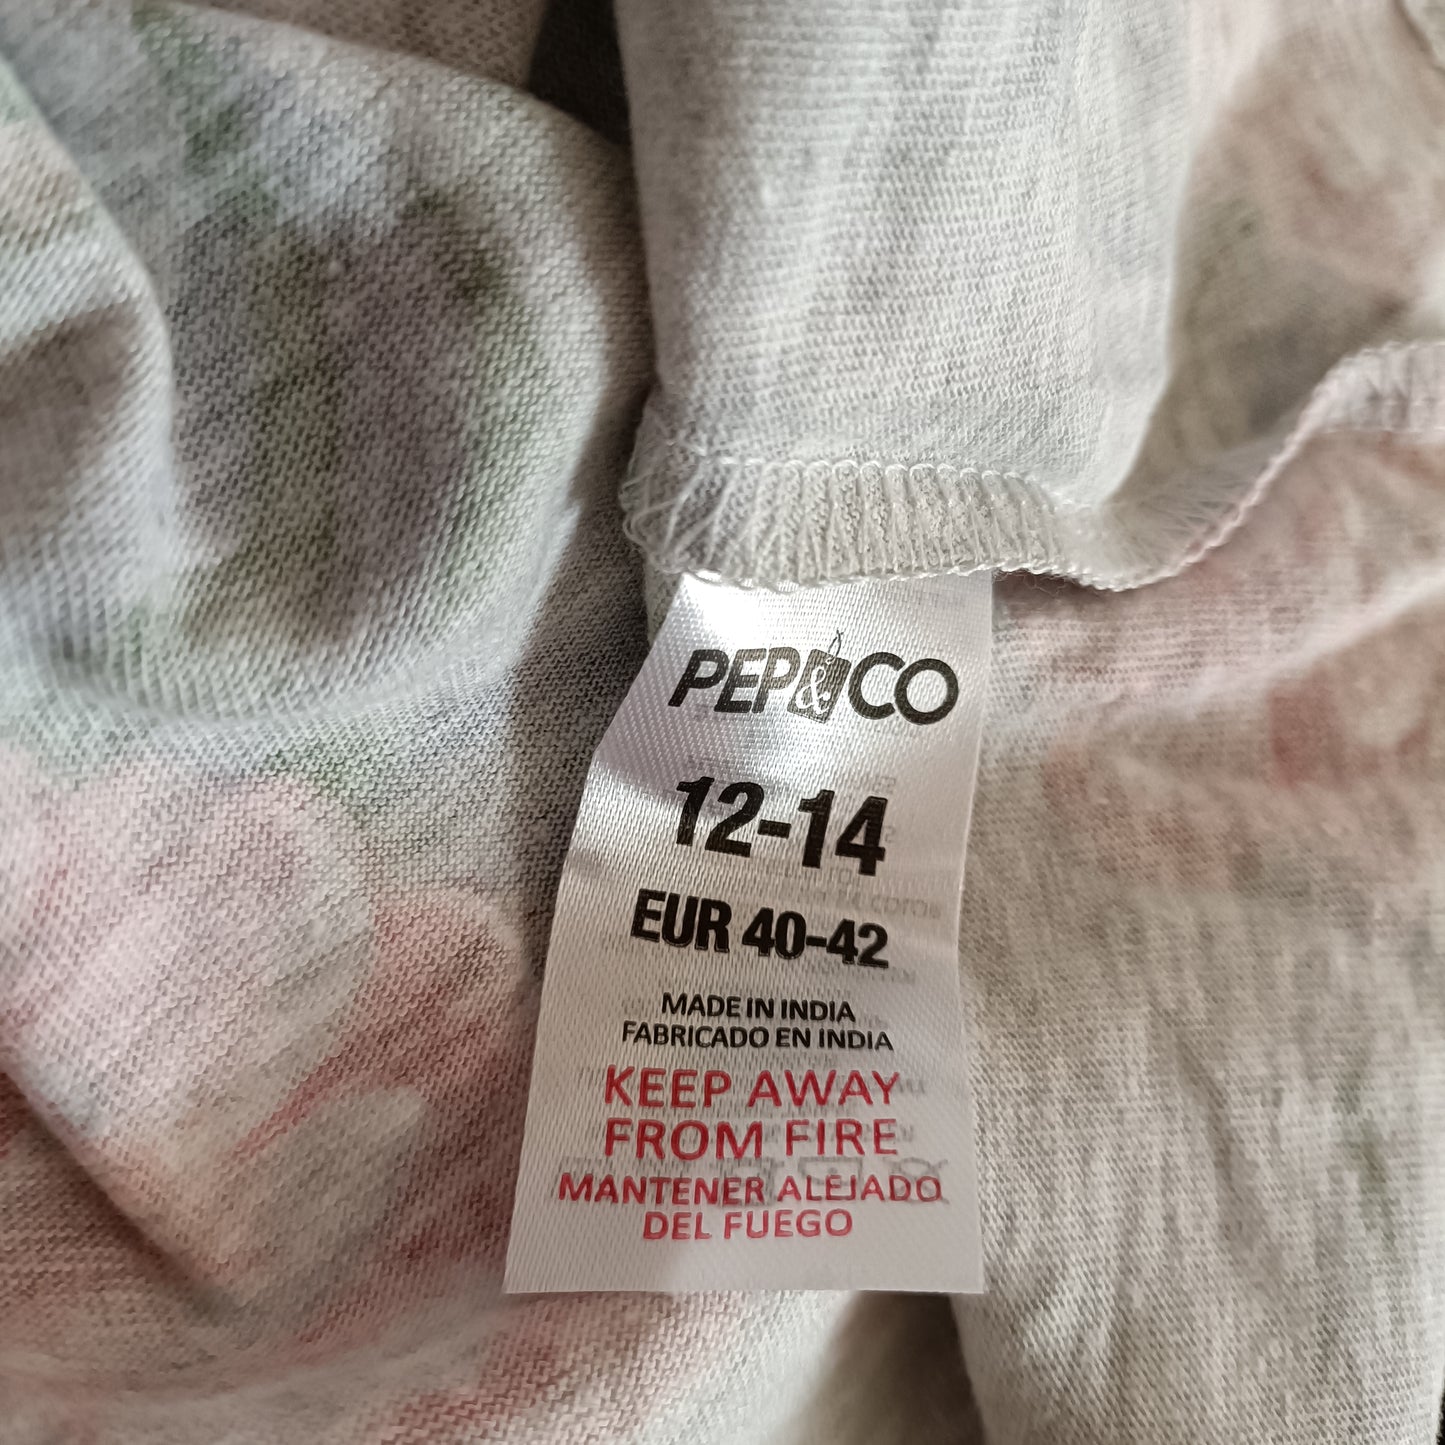 PEP&CO
12-14
EUR 40-42
MADE IN INDIA
FABRICADO EN INDIA
KEEP AWAY
FROM FIRE
MANTENER ALEJADO
DEL FUEGO